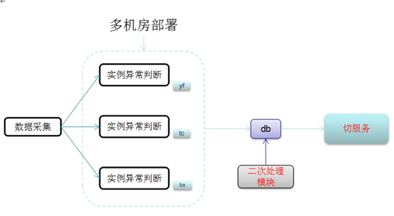 多机房部署
实例异常判断
yf
数据采集
实例异常判断
tc
db
切服务
实例异常判断
二次处理
模块